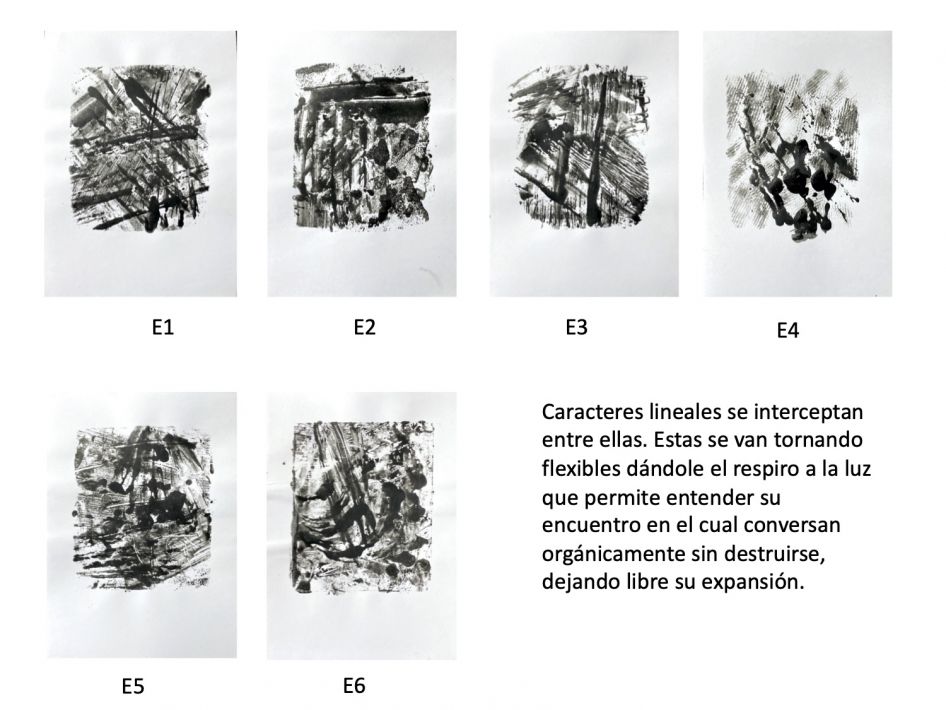 E1
E2
E3
E4
Caracteres lineales se interceptan
entre ellas. Estas se van tornando
flexibles dándole el respiro a la luz
que permite entender su
encuentro en el cual conversan
orgánicamente sin destruirse,
dejando libre su expansión.
E5
E6